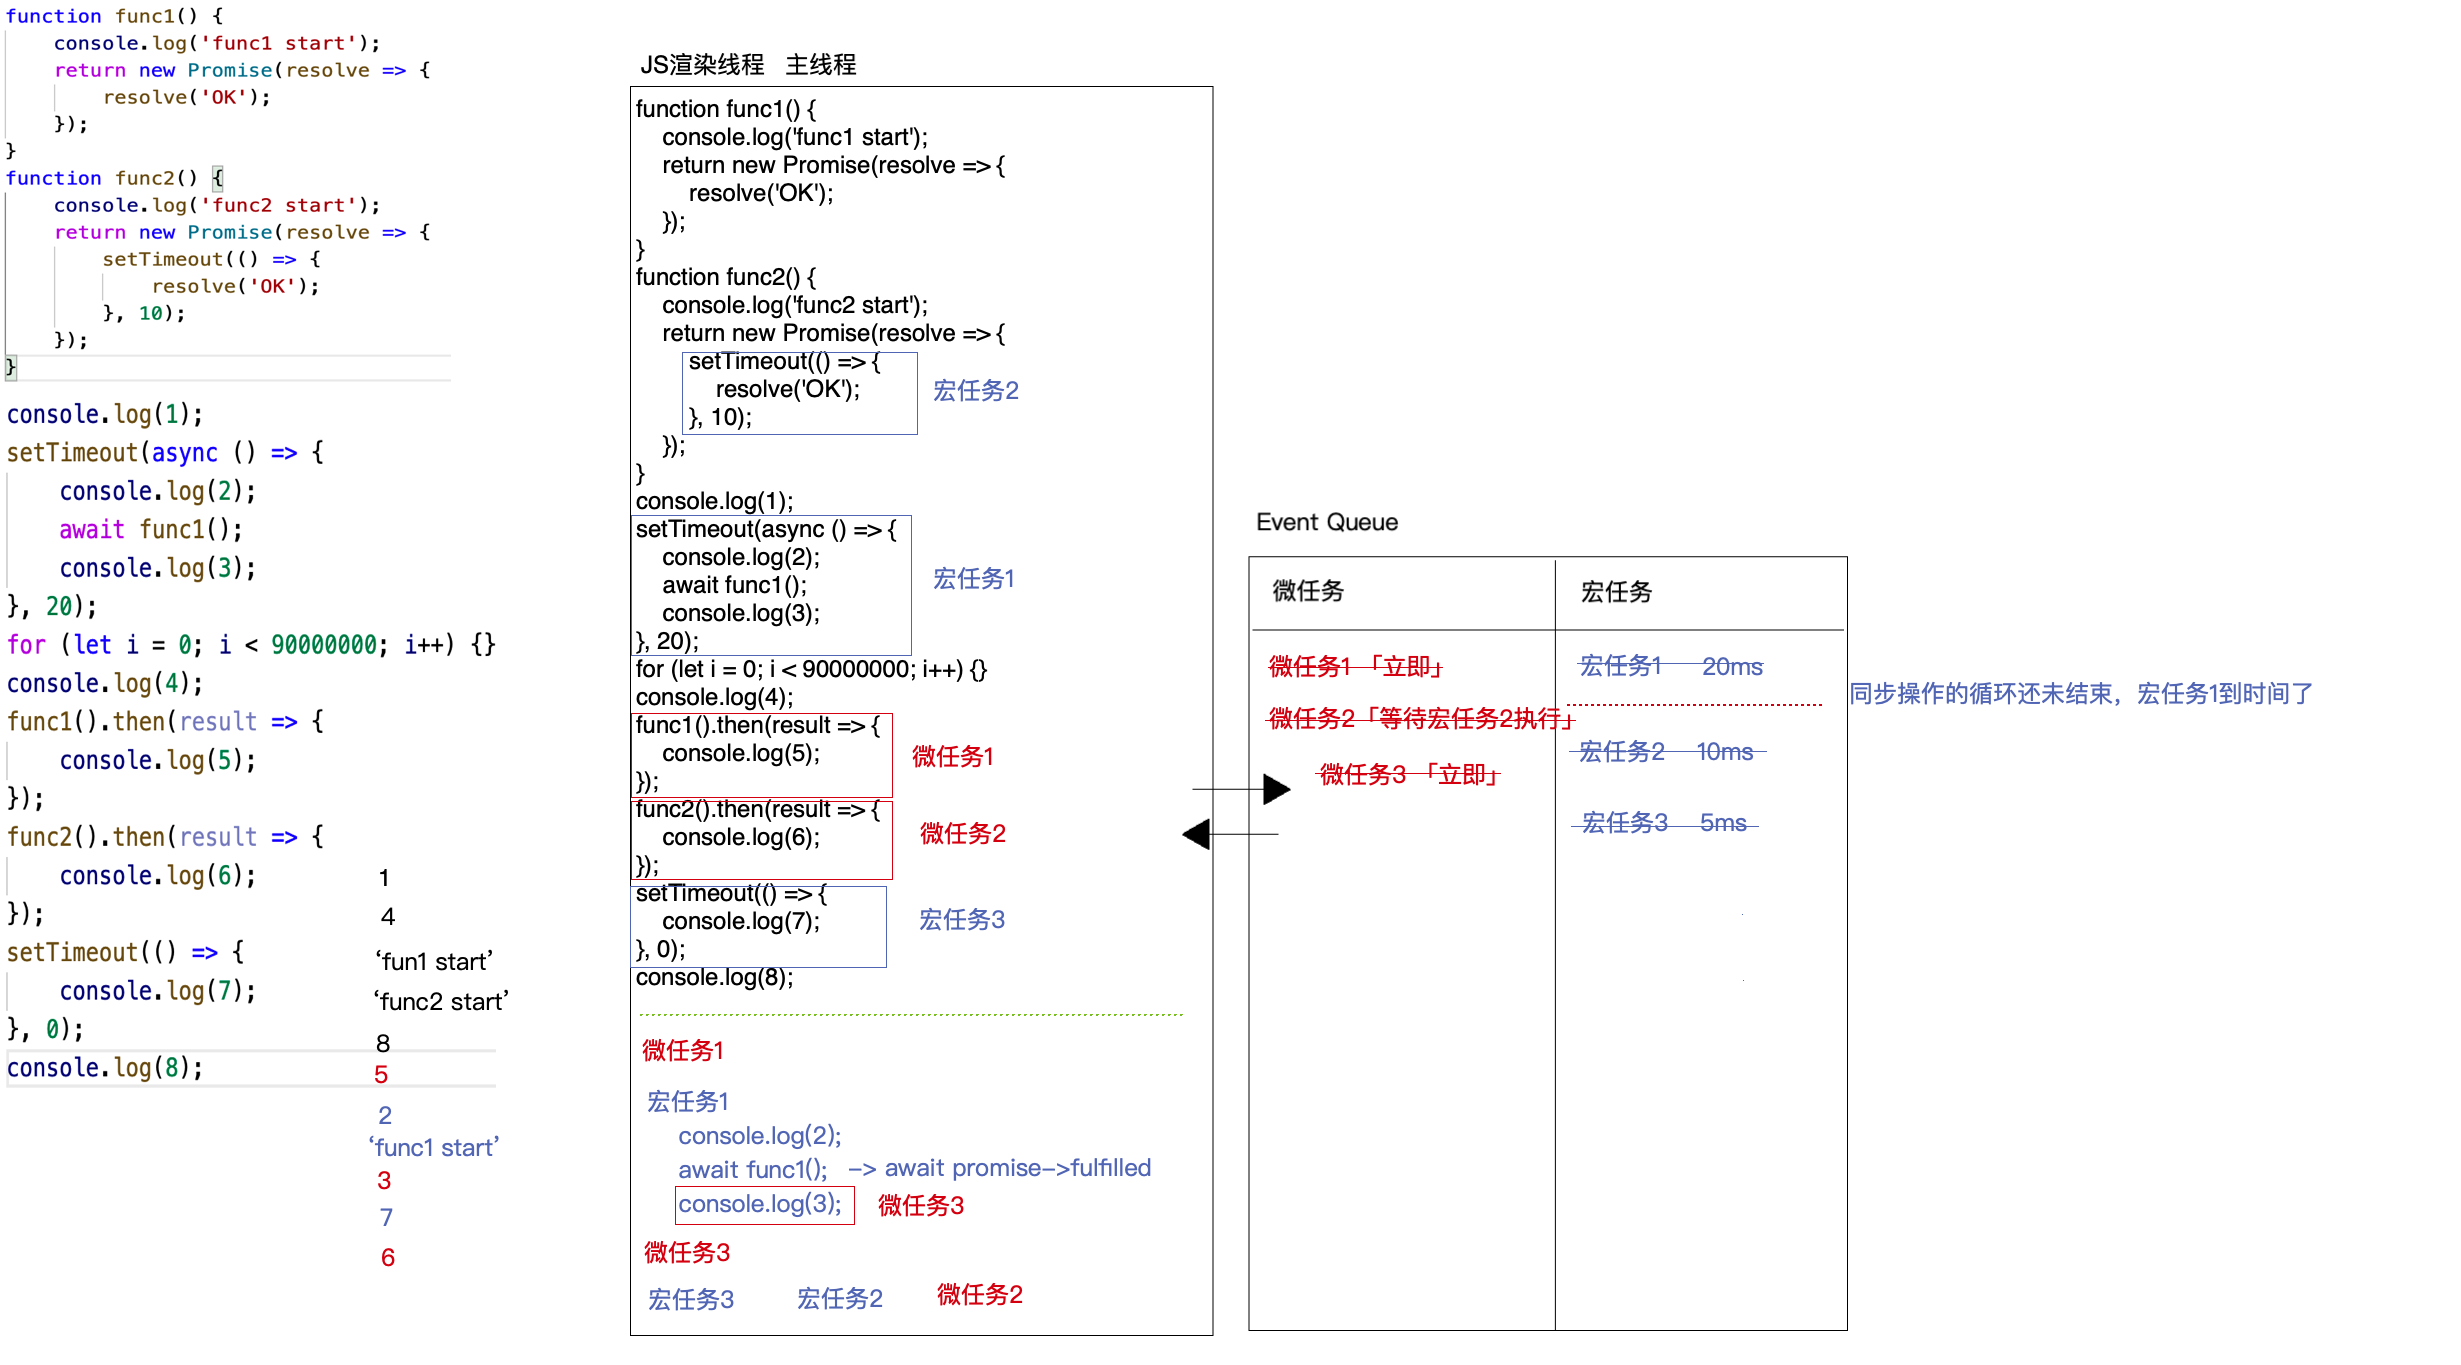 function func1() {
console.log('func1 start');
return new Promise(resolve => {
resolve('OK');
});
}
function func2() {
console.log('func2 start');
return new Promise(resolve => {
setTimeout(() => {
resolve('OK');
}, 10);
});
}
console.log(1);
setTimeout(async () => {
console.log(2);
await func1();
console.log(3);
}, 20);
for (let i = 0; i < 90000000; i++) {}
console.log(4);
func1().then(result => {
console.log(5);
});
func2().then(result => {
console.log(6);
});
setTimeout(() => {
console.log(7);
}, 0);
console.log(8);
1
4
‘fun1 start’
‘func2 start’
8
5
2
‘func1 start’
3
7
6
JS渲染线程 主线程
function func1() {
console.log('func1 start');
return new Promise(resolve => {
resolve('OK');
});
}
function func2() {
console.log('func2 start');
return new Promise(resolve => {
setTimeout(() => {
resolve('OK');
}, 10);
宏任务2
});
}
console.log(1);
setTimeout(async () => {
console.log(2);
await func1();
console.log(3);
}, 20);
宏任务1
for (let i = 0; i < 90000000; i++) {}
console.log(4);
func1().then(result => {
console.log(5);
});
微任务1
func2().then(result => {
console.log(6);
});
微任务2
setTimeout(() => {
console.log(7);
}, 0);
宏任务3
console.log(8);
微任务1
宏任务1
console.log(2);
await func1(); -> await promise->fulfilled
console.log(3); 微任务3
微任务3
宏任务3 宏任务2 微任务2
Event Queue
微任务 宏任务
微任务1「立即」
微任务2「等待宏任务2执行」
微任务3「立即」
宏任务1 20ms
宏任务2 10ms
宏任务3 5ms
同步操作的循环还未结束，宏任务1到时间了